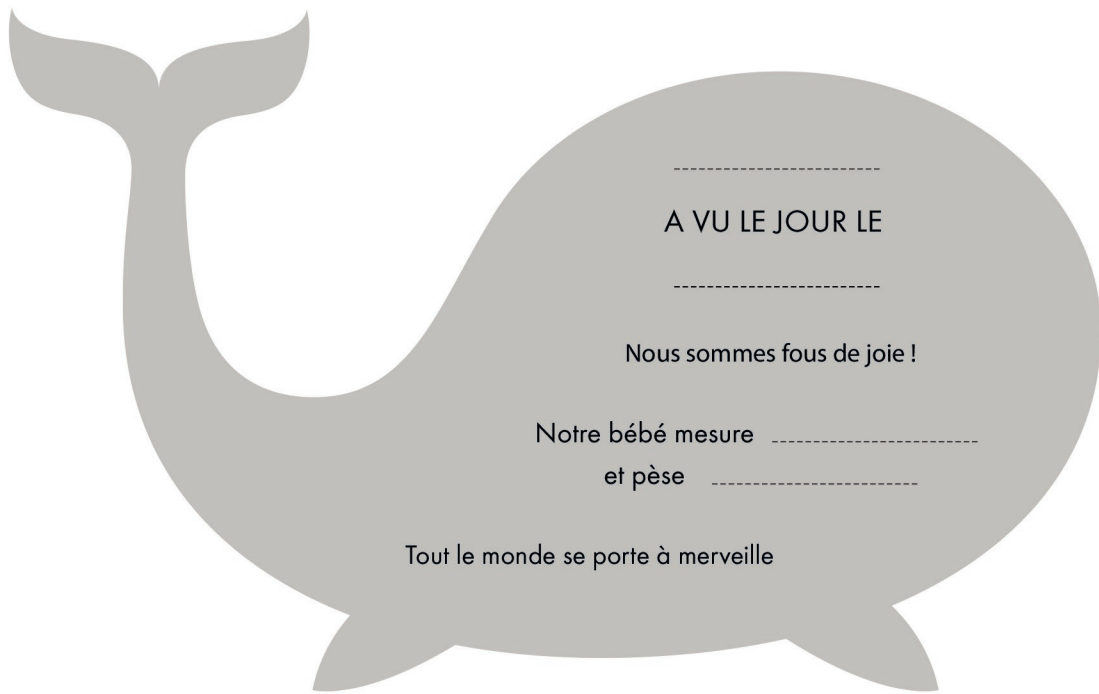 A VU LE JOUR LE
Nous sommes fous de joie !
Notre bébé mesure
et pèse
Tout le monde se porte à merveille